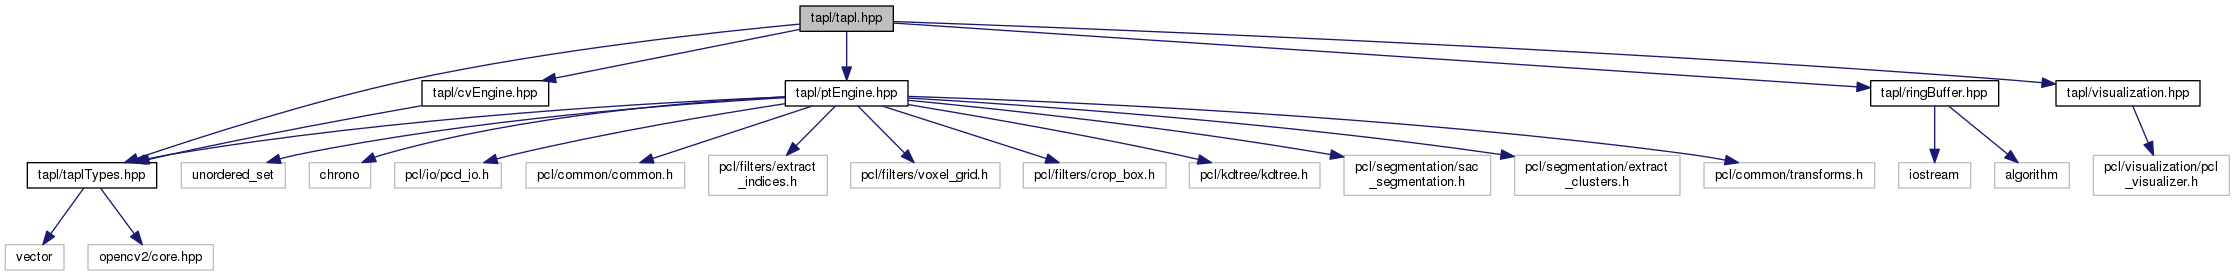 tapl/tapl.hpp
tapl/cvEngine.hpp
tapl/ptEngine.hpp
tapl/ringBuffer.hpp
tapl/visualization.hpp
tapl/taplTypes.hpp
unordered_set
chrono
pcl/io/pcd_io.h
pcl/common/common.h
pcl/filters/extract
_indices.h
pcl/filters/voxel_grid.h
pcl/filters/crop_box.h
pcl/kdtree/kdtree.h
pcl/segmentation/sac
_segmentation.h
pcl/segmentation/extract
_clusters.h
pcl/common/transforms.h
iostream
algorithm
pcl/visualization/pcl
_visualizer.h
vector
opencv2/core.hpp